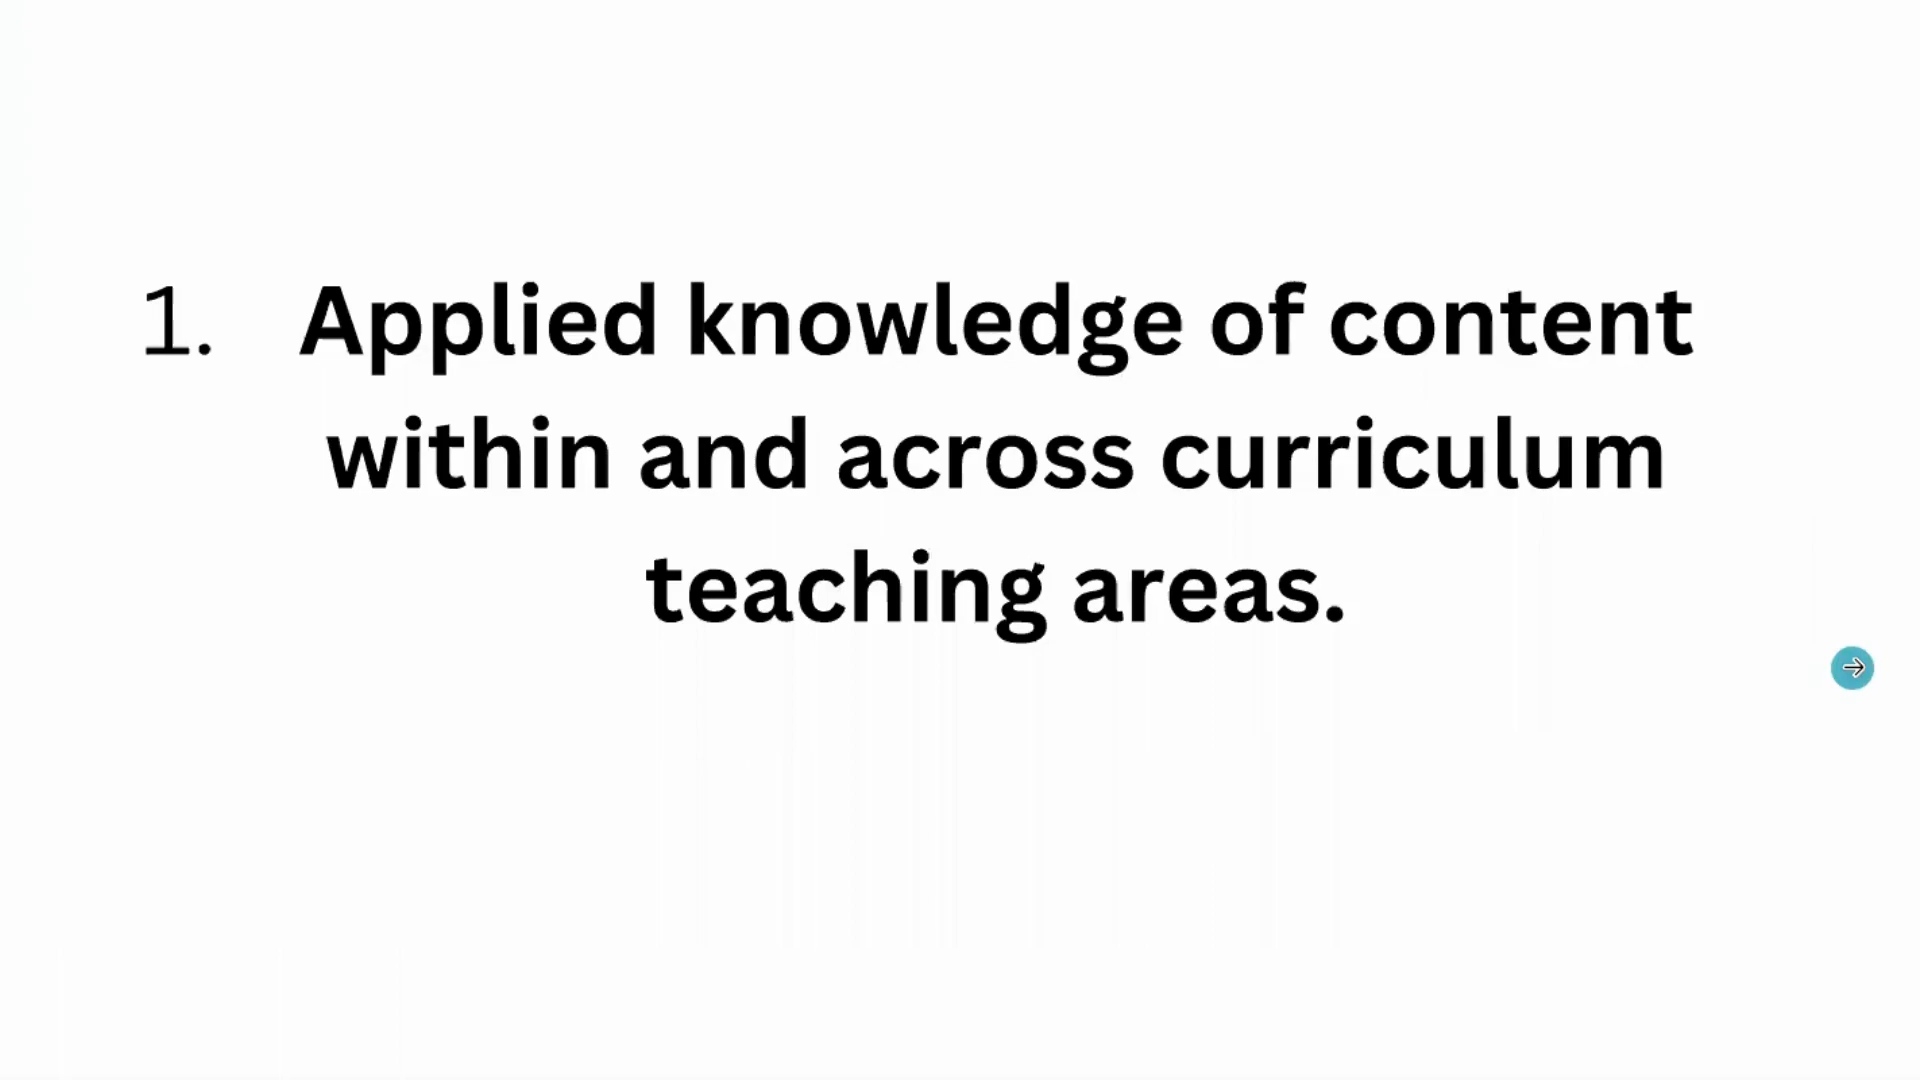 1. Applied knowledge of content
within and across curriculum
teaching areas.